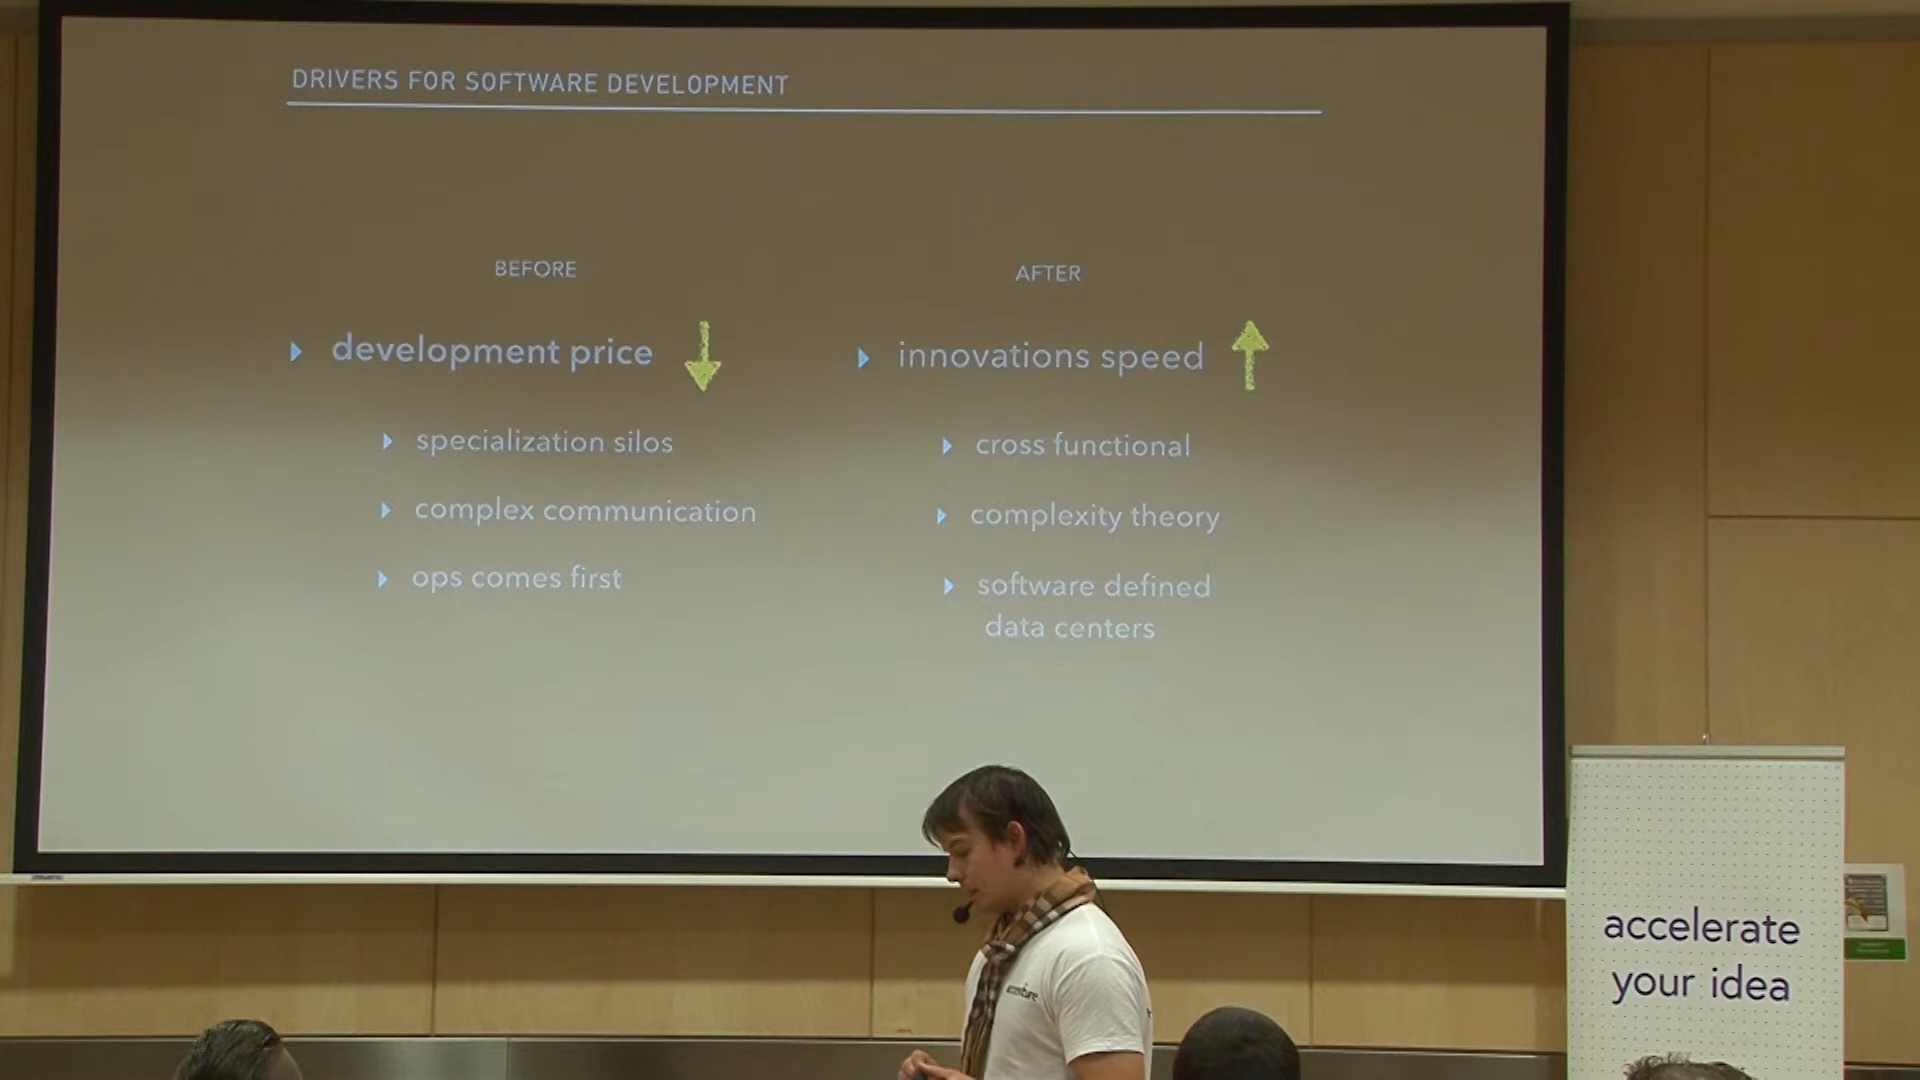 DRIVERS FOR SOFTWARE DEVELOPMENT
BEFORE
development price
specialization silos
complex communication
ops comes first
AFTER
innovations speed
cross functional
complexity theory
software defined
data centers
accenture
accelerate
your idea